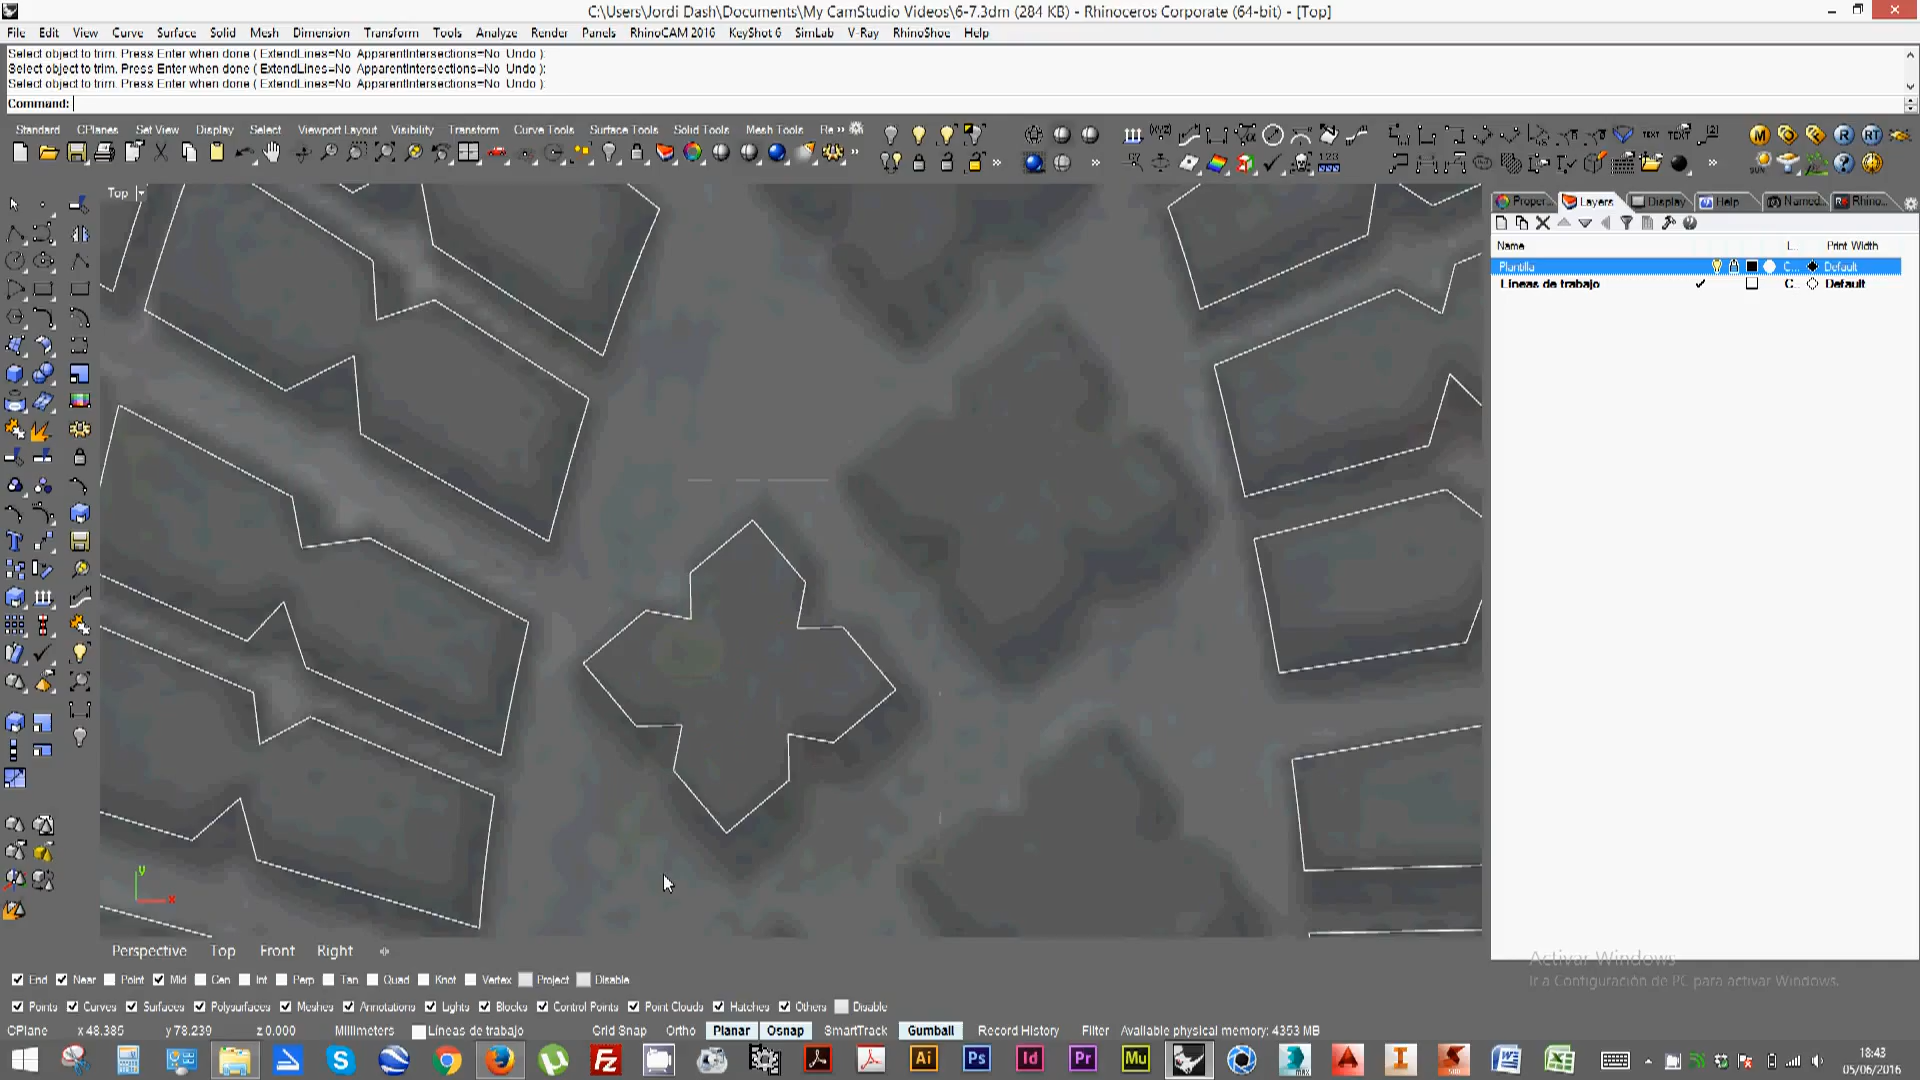 C:\Users\Jordi Dash\Documents\My CamStudio Videos\6-7.3dm (284 KB) - Rhinoceros Corporate (64-bit) - [Top]
File Edit View Curve Surface Solid Mesh Dimension Transform Tools Analyze Render Panels RhinoCAM 2016 KeyShot 6 SimLab V-Ray RhinoShoe Help
Select object to trim. Press Enter when done ( ExtendLines=No ApparentIntersections=No Undo ):
Select object to trim. Press Enter when done ( ExtendLines=No ApparentIntersections=No Undo ):
Select object to trim. Press Enter when done ( ExtendLines=No ApparentIntersections=No Undo ):
Command:
Standard CPlanes Set View Display Select Viewport Layout Visibility Transform Curve Tools Surface Tools Solid Tools Mesh Tools Re
Top
Proper... Layers Display Help Named... Rhino...
Name L... Print Width
Plantilla C... Default
Líneas de trabajo C... Default
Perspective Top Front Right
End Near Point Mid Cen Int Perp Tan Quad Knot Vertex Project Disable
Points Curves Surfaces Polysurfaces Meshes Annotations Lights Blocks Control Points Point Clouds Hatches Others Disable
CPlane x 48.385 y 78.239 z 0.000 Millimeters Líneas de trabajo Grid Snap Ortho Planar Osnap SmartTrack Gumball Record History Filter Available physical memory: 4353 MB
Activar Windows
Ir a Configuración de PC para activar Windows.
18:43
05/06/2016